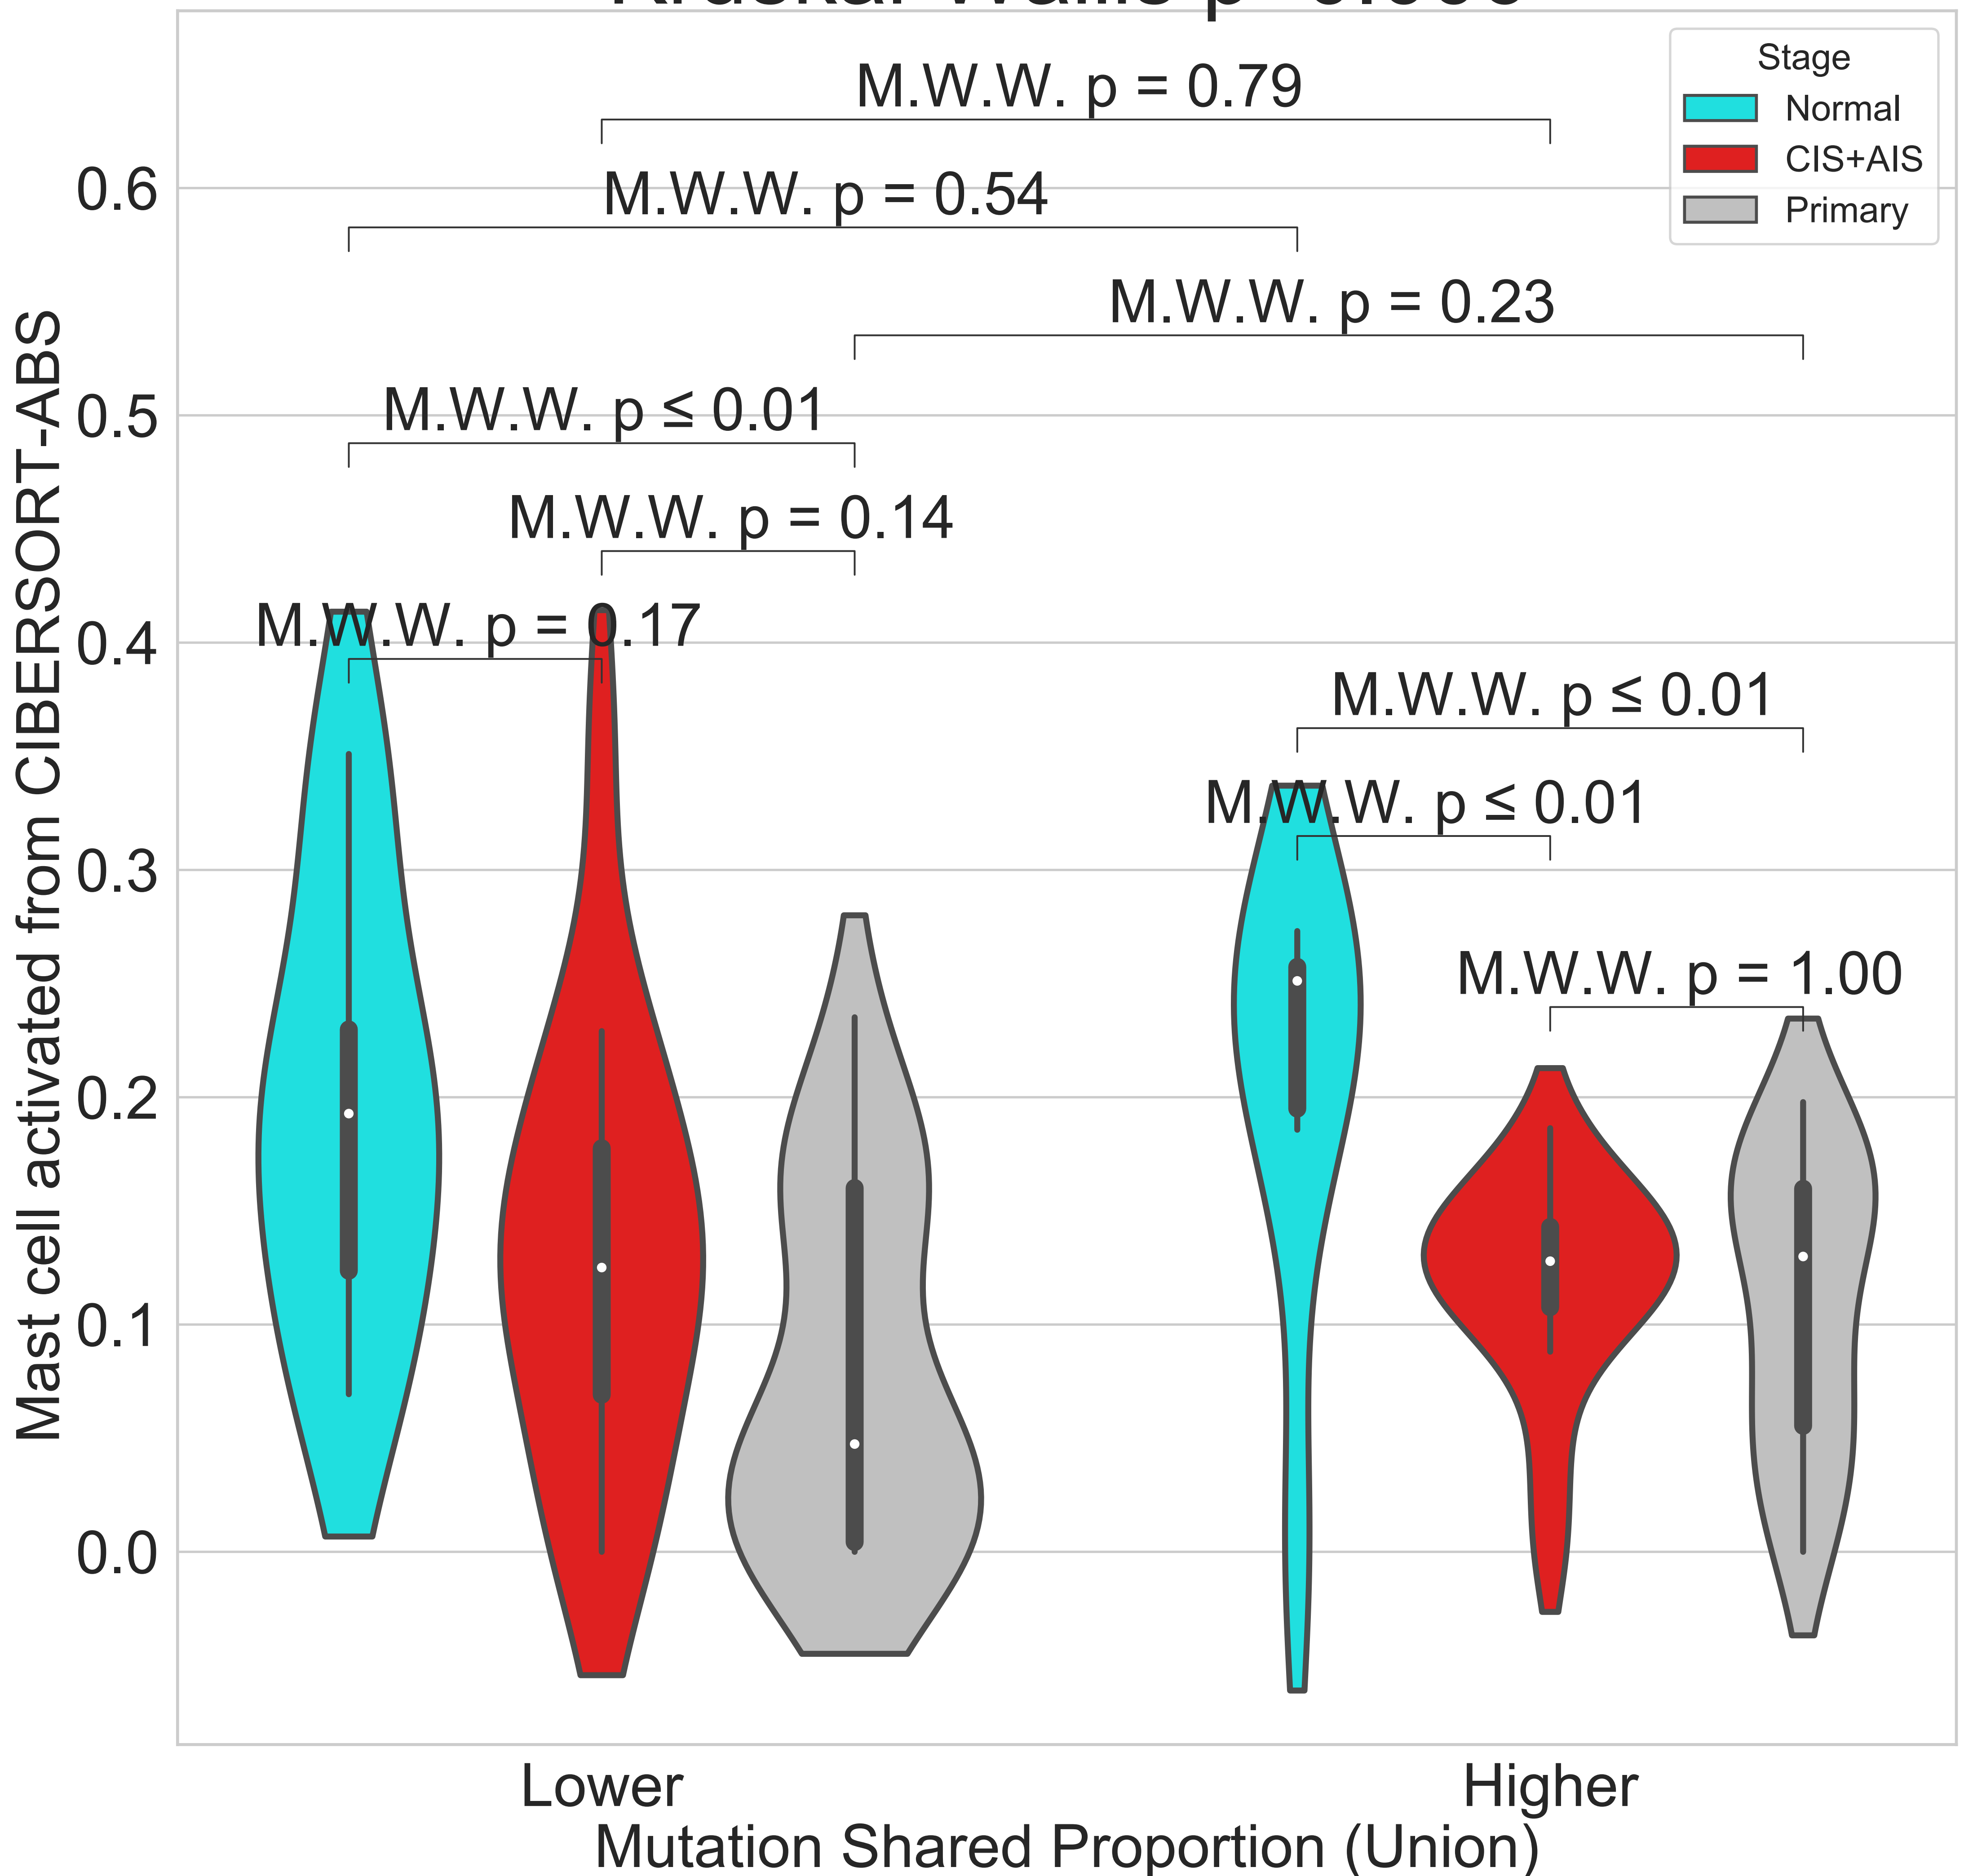 Stage
Normal
CIS+AIS
Primary
M.W.W. p = 0.79
M.W.W. p = 0.54
M.W.W. p = 0.23
M.W.W. p ≤ 0.01
M.W.W. p = 0.14
M.W.W. p = 0.17
M.W.W. p ≤ 0.01
M.W.W. p ≤ 0.01
M.W.W. p = 1.00
Mast cell activated from CIBERSORT-ABS
0.6
0.5
0.4
0.3
0.2
0.1
0.0
Lower
Higher
Mutation Shared Proportion (Union)